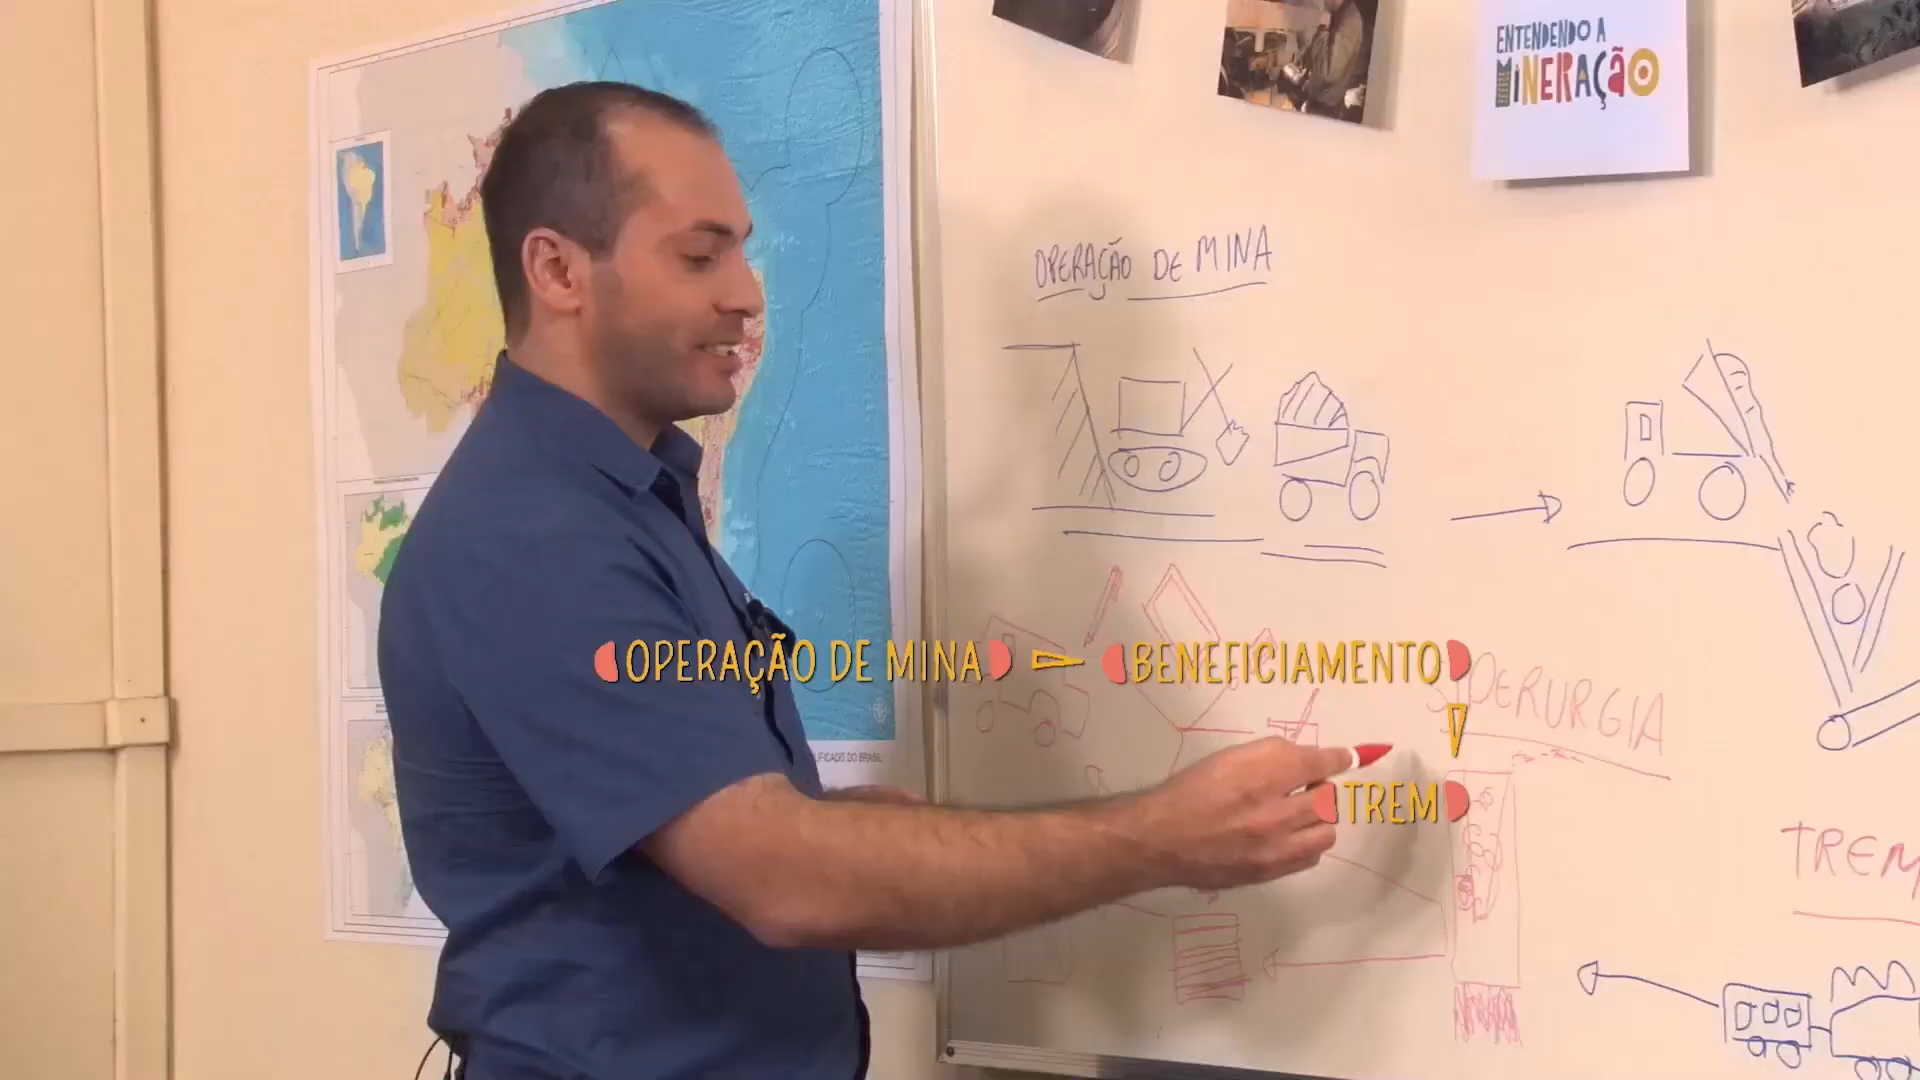 ENTENDENDO A
MINERAÇÃO
OPERAÇÃO DE MINA
OPERAÇÃO DE MINA
BENEFICIAMENTO
SIDERURGIA
TREM
TREM